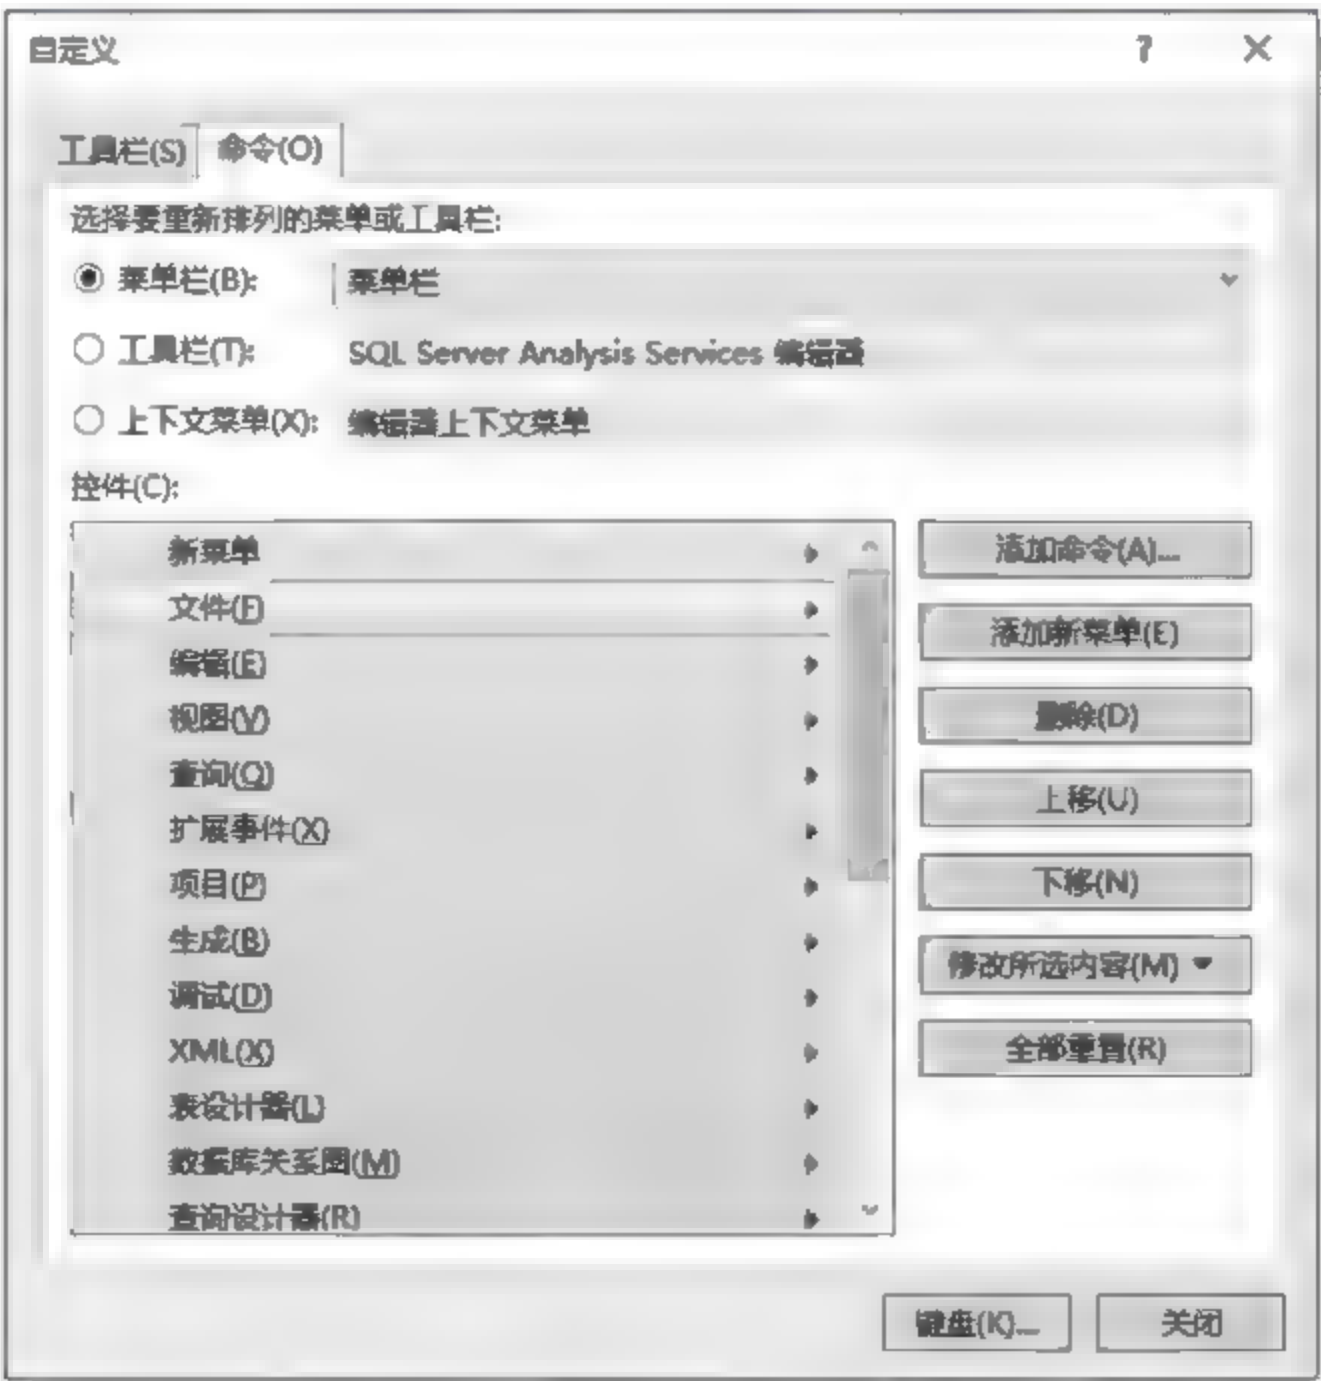 自定义
?
工具栏(S)
命令(O)
选择要重新排列的菜单或工具栏:
菜单栏(B):
菜单栏
工具栏(T):
SQL Server Analysis Services 编辑器
上下文菜单(X):
编辑器上下文菜单
控件(C):
新菜单
文件(F)
编辑(E)
视图(V)
查询(Q)
扩展事件(X)
项目(P)
生成(B)
调试(D)
XML(X)
表设计器(L)
数据库关系图(M)
查询设计器(R)
添加命令(A)...
添加新菜单(E)
删除(D)
上移(U)
下移(N)
修改所选内容(M)
全部重置(R)
键盘(K)...
关闭